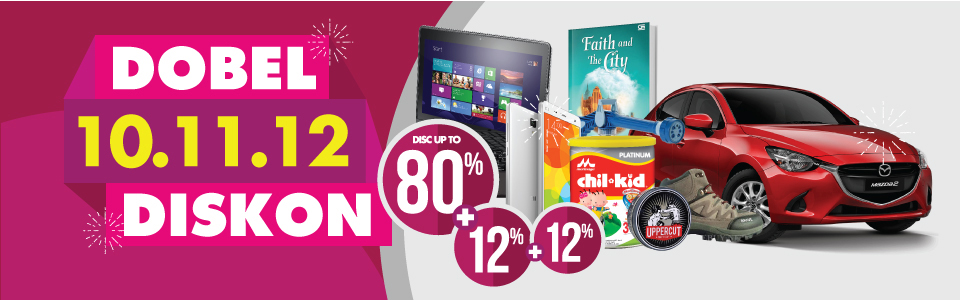 DOBEL
10.11.12
DISKON
DISC UP TO
80%
+
12%
+
12%
Start
Faith and
The City
PLATINUM
chil·kid
UPPERCUT
mazda2